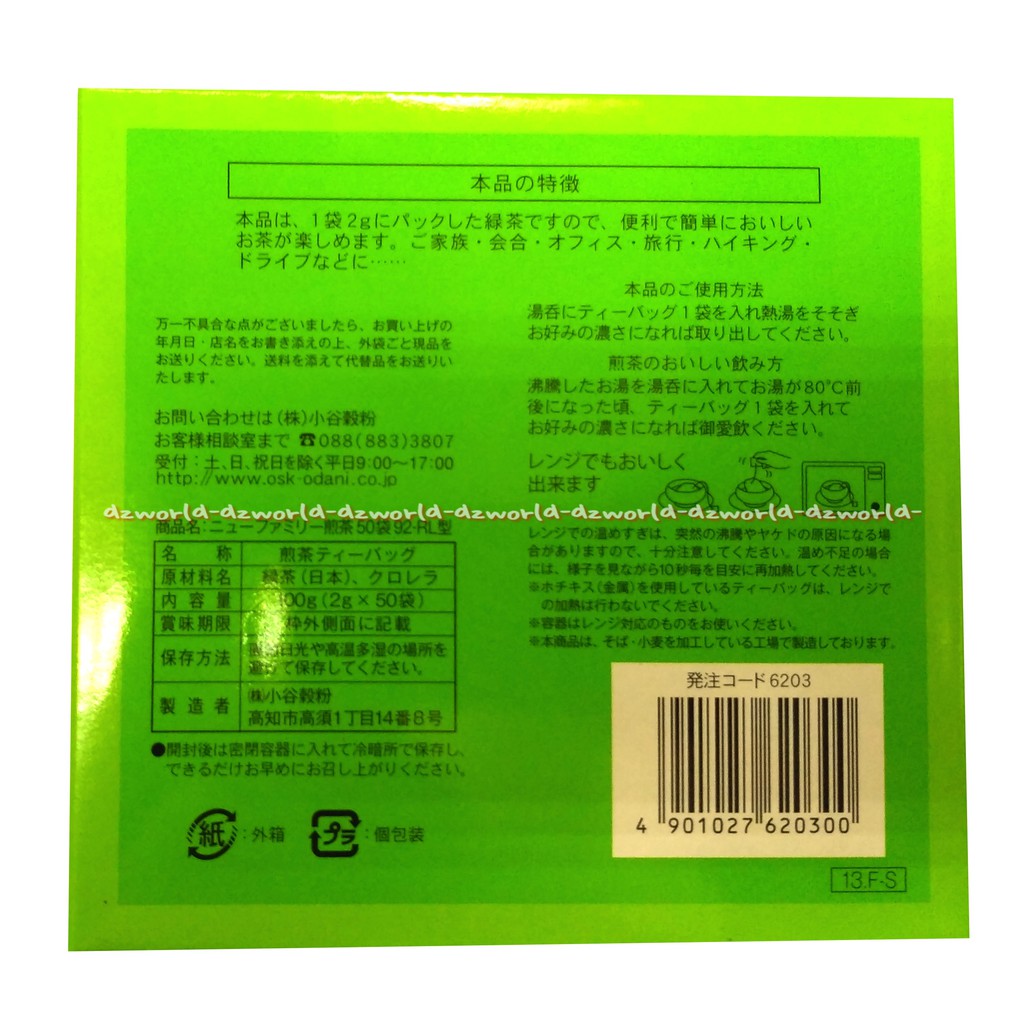 本品の特徴
本品は、1袋2gにパックした緑茶ですので、便利で簡単においしい
お茶が楽しめます。ご家族・会合・オフィス・旅行・ハイキング・
ドライブなどに……
万一不具合な点がございましたら、お買い上げの
年月日・店名をお書き添えの上、外袋ごと現品を
お送りください。送料を添えて代替品をお送りい
たします。
お問い合わせは(株)小谷穀粉
お客様相談室まで ☎088(883)3807
受付:土、日、祝日を除く平日9:00〜17:00
http://www.osk-odani.co.jp
本品のご使用方法
湯呑にティーバッグ1袋を入れ熱湯をそそぎ
お好みの濃さになれば取り出してください。
煎茶のおいしい飲み方
沸騰したお湯を湯呑に入れてお湯が80℃前
後になった頃、ティーバッグ1袋を入れて
お好みの濃さになれば御愛飲ください。
レンジでもおいしく
出来ます
dzworld-dzworld-dzworld-dzworld-dzworld-dzworld-dzworld-
商品名:ニューファミリー煎茶50袋92-RL型
名 称 煎茶ティーバッグ
原材料名 緑茶(日本)、クロレラ
内容量 100g(2g×50袋)
賞味期限 枠外側面に記載
保存方法 日光や高温多湿の場所を
避けて保存してください。
製造者 ㈱小谷穀粉
高知市高須1丁目14番8号
●開封後は密閉容器に入れて冷暗所で保存し、
できるだけお早めにお召し上がりください。
レンジでの温めすぎは、突然の沸騰やヤケドの原因になる場
合がありますので、十分注意してください。温め不足の場合
には、様子を見ながら10秒毎を目安に再加熱してください。
※ホチキス(金属)を使用しているティーバッグは、レンジで
の加熱は行わないでください。
※容器はレンジ対応のものをお使いください。
※本商品は、そば・小麦を加工している工場で製造しております。
発注コード6203
4 901027 620300
紙:外箱 プラ:個包装
13.F-S